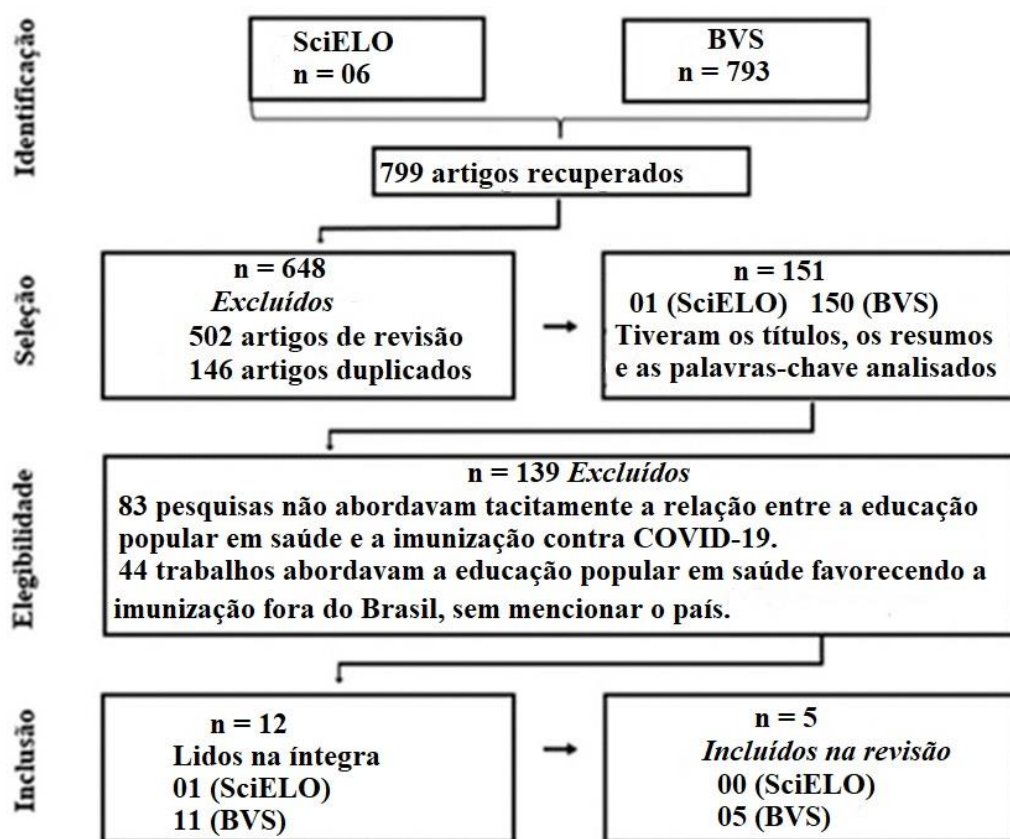 Identificação
SciELO
n = 06
BVS
n = 793
799 artigos recuperados
Seleção
n = 648
Excluídos
502 artigos de revisão
146 artigos duplicados
n = 151
01 (SciELO) 150 (BVS)
Tiveram os títulos, os resumos
e as palavras-chave analisados
Elegibilidade
n = 139 Excluídos
83 pesquisas não abordavam tacitamente a relação entre a educação
popular em saúde e a imunização contra COVID-19.
44 trabalhos abordavam a educação popular em saúde favorecendo a
imunização fora do Brasil, sem mencionar o país.
Inclusão
n = 12
Lidos na íntegra
01 (SciELO)
11 (BVS)
n = 5
Incluídos na revisão
00 (SciELO)
05 (BVS)